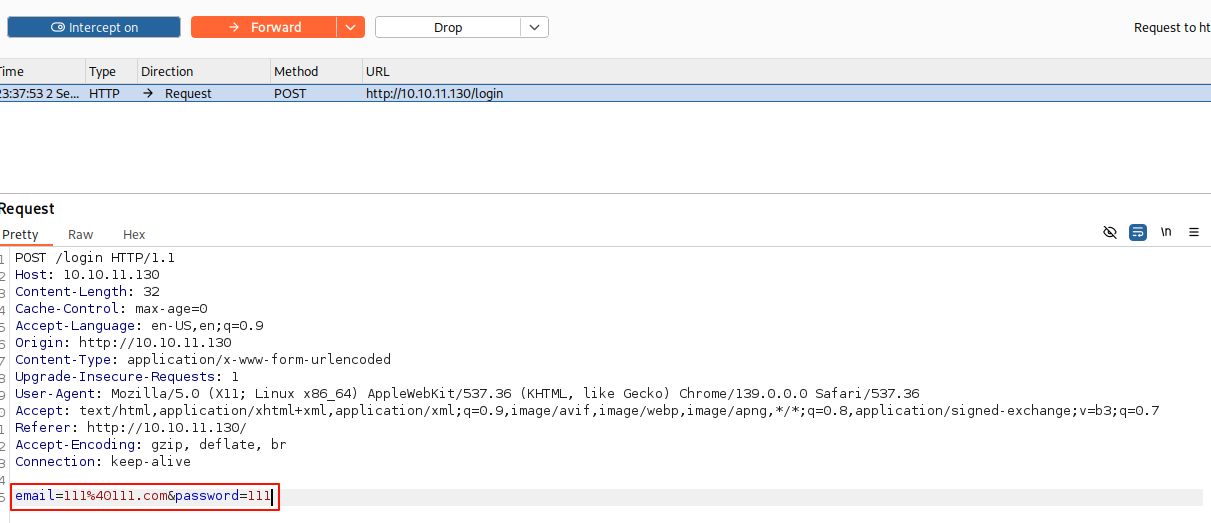 Intercept on Forward Drop Request to ht
Time Type Direction Method URL
23:37:53 2 Se... HTTP → Request POST http://10.10.11.130/login
Request
Pretty Raw Hex \n
1 POST /login HTTP/1.1
2 Host: 10.10.11.130
3 Content-Length: 32
4 Cache-Control: max-age=0
5 Accept-Language: en-US,en;q=0.9
6 Origin: http://10.10.11.130
7 Content-Type: application/x-www-form-urlencoded
8 Upgrade-Insecure-Requests: 1
9 User-Agent: Mozilla/5.0 (X11; Linux x86_64) AppleWebKit/537.36 (KHTML, like Gecko) Chrome/139.0.0.0 Safari/537.36
0 Accept: text/html,application/xhtml+xml,application/xml;q=0.9,image/avif,image/webp,image/apng,*/*;q=0.8,application/signed-exchange;v=b3;q=0.7
1 Referer: http://10.10.11.130/
2 Accept-Encoding: gzip, deflate, br
3 Connection: keep-alive
4
5 email=111%40111.com&password=111